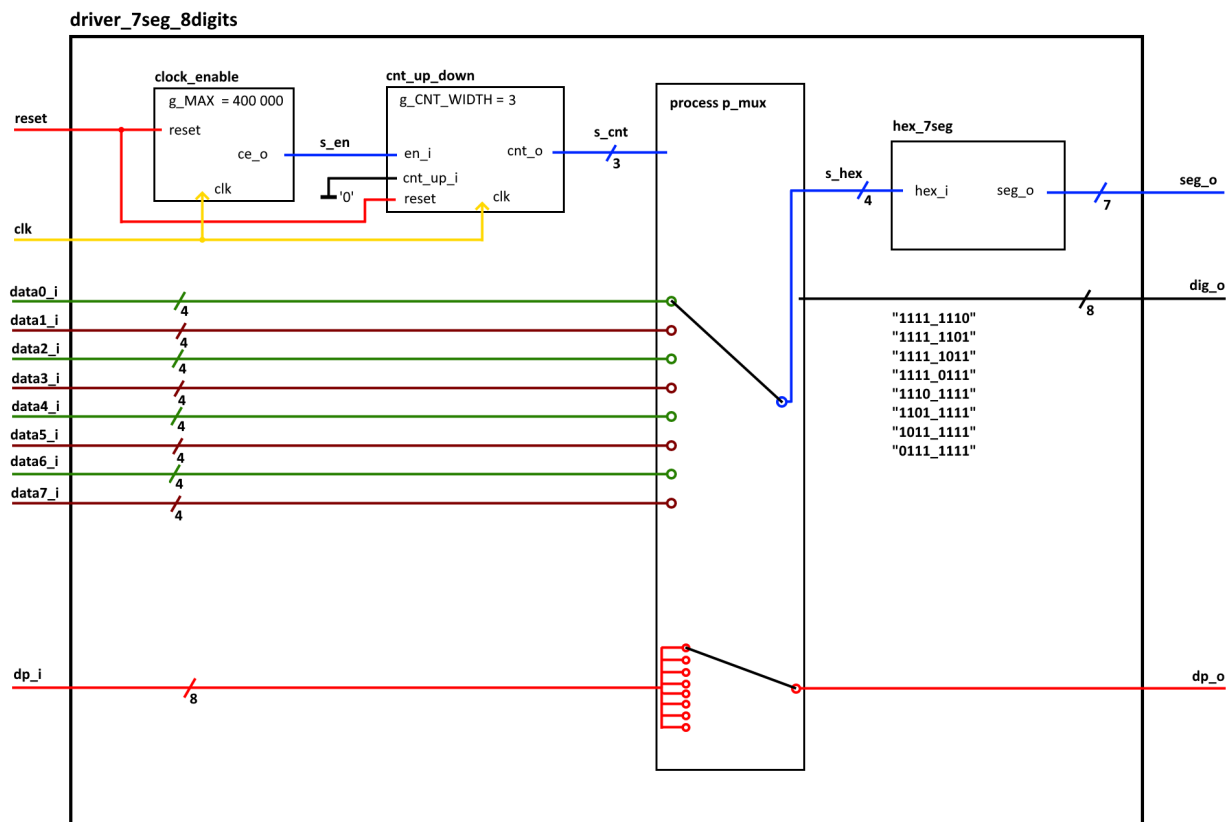 driver_7seg_8digits
clock_enable
g_MAX = 400 000
reset
ce_o
clk
cnt_up_down
g_CNT_WIDTH = 3
en_i
cnt_o
cnt_up_i
reset
clk
'0'
reset
clk
s_en
s_cnt
3
process p_mux
hex_7seg
hex_i
seg_o
s_hex
4
seg_o
7
dig_o
8
"1111_1110"
"1111_1101"
"1111_1011"
"1111_0111"
"1110_1111"
"1101_1111"
"1011_1111"
"0111_1111"
data0_i
4
data1_i
4
data2_i
4
data3_i
4
data4_i
4
data5_i
4
data6_i
4
data7_i
4
dp_i
8
dp_o